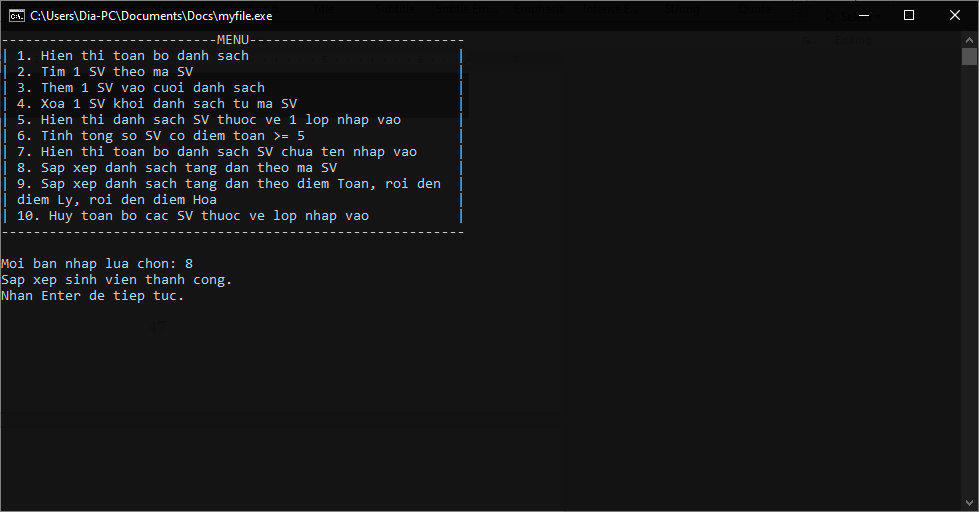 C:\Users\Dia-PC\Documents\Docs\myfile.exe
---------------------------MENU---------------------------
| 1. Hien thi toan bo danh sach |
| 2. Tim 1 SV theo ma SV |
| 3. Them 1 SV vao cuoi danh sach |
| 4. Xoa 1 SV khoi danh sach tu ma SV |
| 5. Hien thi danh sach SV thuoc ve 1 lop nhap vao |
| 6. Tinh tong so SV co diem toan >= 5 |
| 7. Hien thi toan bo danh sach SV chua ten nhap vao |
| 8. Sap xep danh sach tang dan theo ma SV |
| 9. Sap xep danh sach tang dan theo diem Toan, roi den |
| diem Ly, roi den diem Hoa |
| 10. Huy toan bo cac SV thuoc ve lop nhap vao |
----------------------------------------------------------
Moi ban nhap lua chon: 8
Sap xep sinh vien thanh cong.
Nhan Enter de tiep tuc.